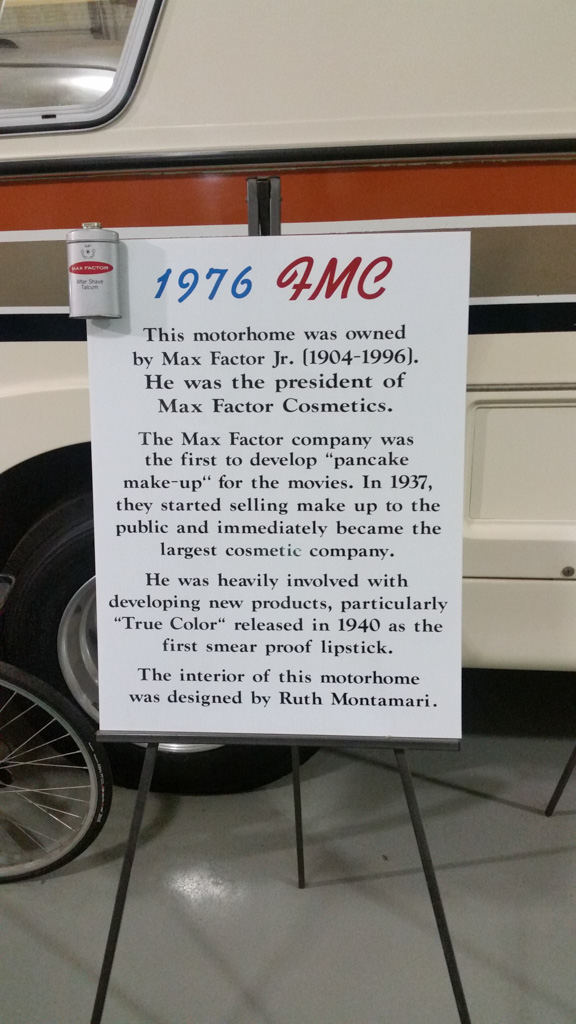 MAX FACTOR
After Shave
Talcum
1976 FMC
This motorhome was owned
by Max Factor Jr. (1904-1996).
He was the president of
Max Factor Cosmetics.
The Max Factor company was
the first to develop “pancake
make-up“ for the movies. In 1937,
they started selling make up to the
public and immediately became the
largest cosmetic company.
He was heavily involved with
developing new products, particularly
“True Color“ released in 1940 as the
first smear proof lipstick.
The interior of this motorhome
was designed by Ruth Montamari.